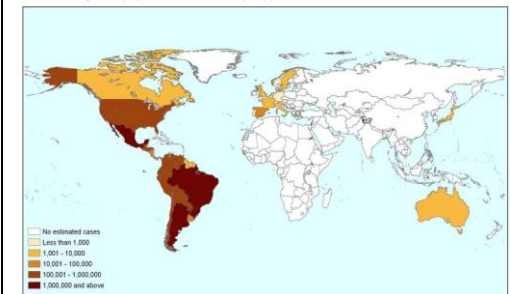 No estimated cases
Less than 1,000
1,001 - 10,000
10,001 - 100,000
100,001 - 1,000,000
1,000,000 and above